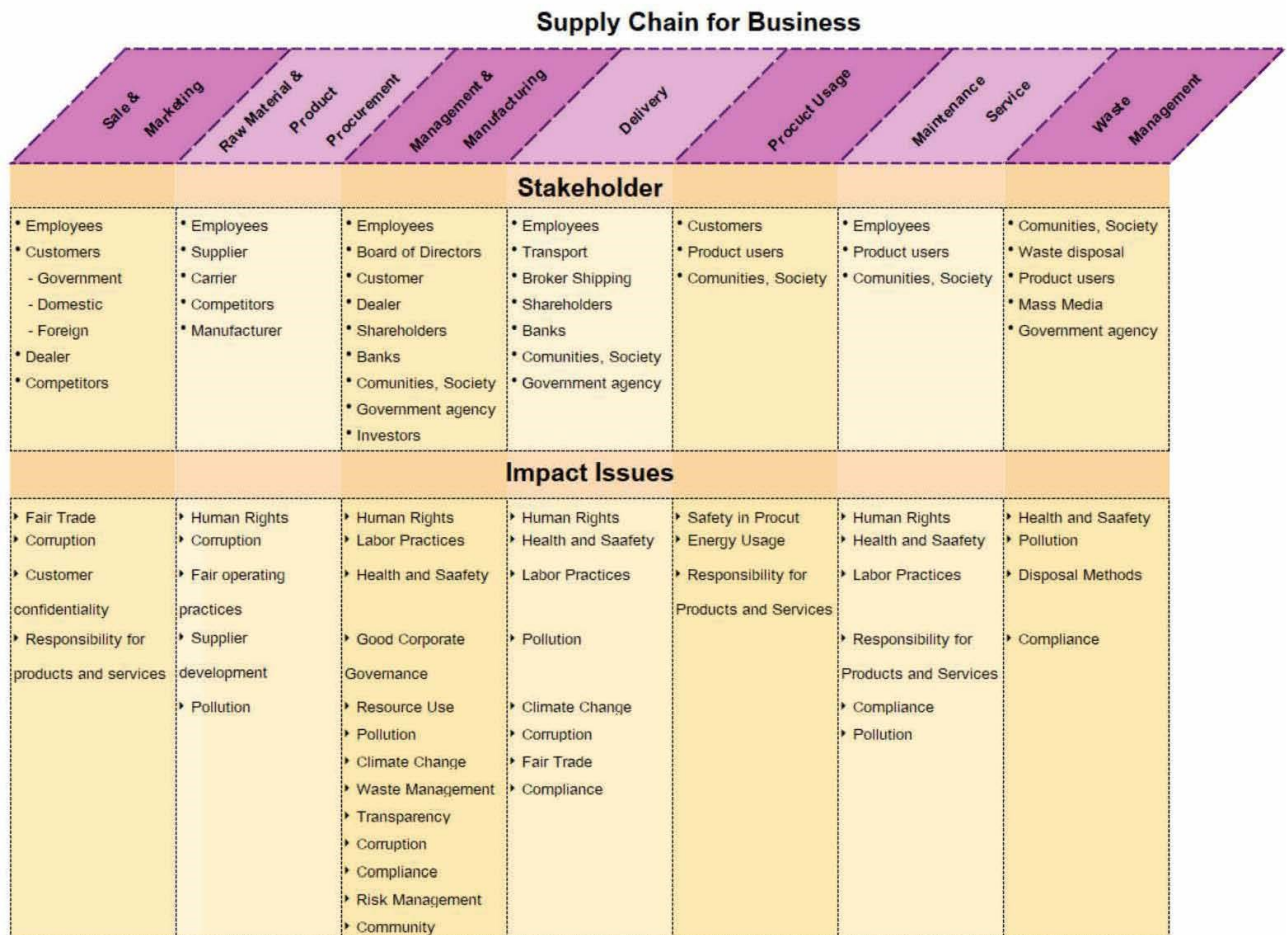 Supply Chain for Business
Sale &
Marketing
Raw Material &
Product
Procurement
Management &
Manufacturing
Delivery
Procuct Usage
Maintenance
Service
Waste
Management
Stakeholder
• Employees
• Customers
- Government
- Domestic
- Foreign
• Dealer
• Competitors
• Employees
• Supplier
• Carrier
• Competitors
• Manufacturer
• Employees
• Board of Directors
• Customer
• Dealer
• Shareholders
• Banks
• Comunities, Society
• Government agency
• Investors
• Employees
• Transport
• Broker Shipping
• Shareholders
• Banks
• Comunities, Society
• Government agency
• Customers
• Product users
• Comunities, Society
• Employees
• Product users
• Comunities, Society
• Comunities, Society
• Waste disposal
• Product users
• Mass Media
• Government agency
Impact Issues
Fair Trade
Corruption
Customer
confidentiality
Responsibility for
products and services
Human Rights
Corruption
Fair operating
practices
Supplier
development
Pollution
Human Rights
Labor Practices
Health and Saafety
Good Corporate
Governance
Resource Use
Pollution
Climate Change
Waste Management
Transparency
Corruption
Compliance
Risk Management
Community
Human Rights
Health and Saafety
Labor Practices
Pollution
Climate Change
Corruption
Fair Trade
Compliance
Safety in Procut
Energy Usage
Responsibility for
Products and Services
Human Rights
Health and Saafety
Labor Practices
Responsibility for
Products and Services
Compliance
Pollution
Health and Saafety
Pollution
Disposal Methods
Compliance